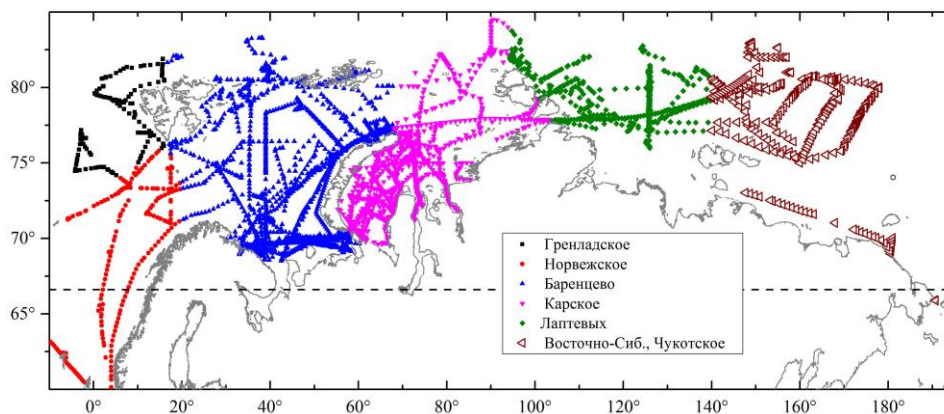 80°
75°
70°
65°
Гренладское
Норвежское
Баренцево
Карское
Лаптевых
Восточно-Сиб., Чукотское
0° 20° 40° 60° 80° 100° 120° 140° 160° 180°